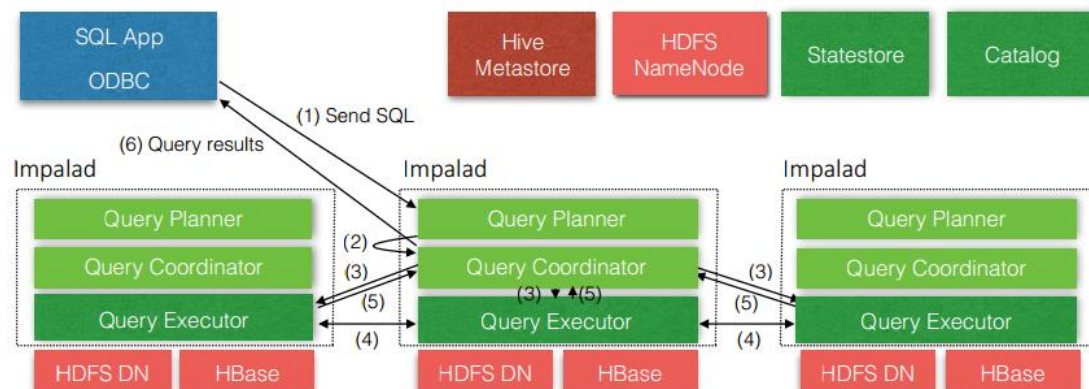 SQL App
ODBC
Hive
Metastore
HDFS
NameNode
Statestore
Catalog
(1) Send SQL
(6) Query results
Impalad
Impalad
Impalad
Query Planner
Query Planner
Query Planner
(2)
Query Coordinator
Query Coordinator
Query Coordinator
(3)
(3)
(5)
(3)
(5)
(5)
Query Executor
Query Executor
Query Executor
(4)
(4)
HDFS DN
HBase
HDFS DN
HBase
HDFS DN
HBase